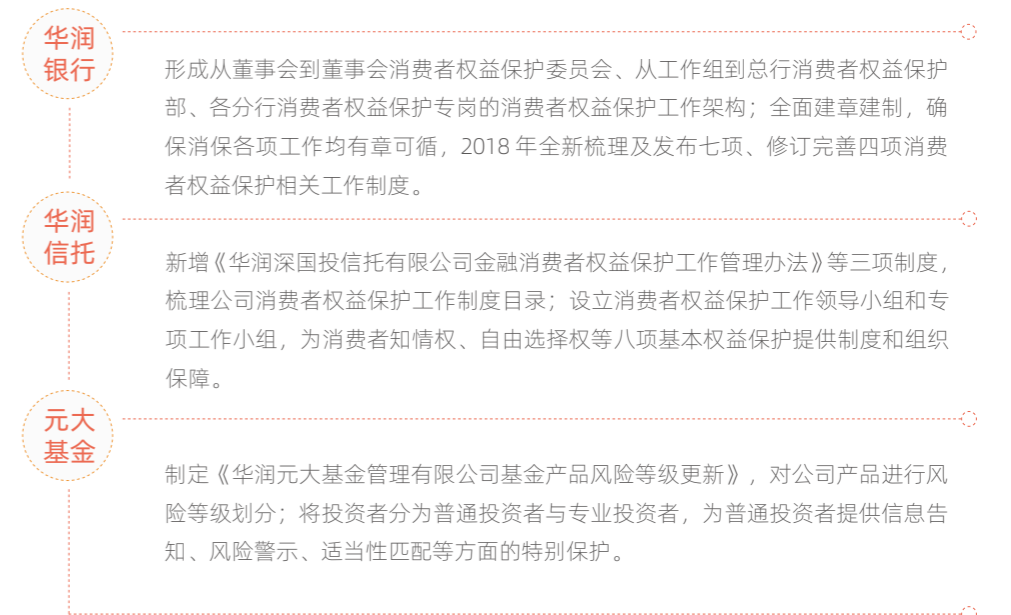 华润
银行
形成从董事会到董事会消费者权益保护委员会、从工作组到总行消费者权益保护
部、各分行消费者权益保护专岗的消费者权益保护工作架构；全面建章建制，确
保消保各项工作均有章可循，2018 年全新梳理及发布七项、修订完善四项消费
者权益保护相关工作制度。
华润
信托
新增《华润深国投信托有限公司金融消费者权益保护工作管理办法》等三项制度，
梳理公司消费者权益保护工作制度目录；设立消费者权益保护工作领导小组和专
项工作小组，为消费者知情权、自由选择权等八项基本权益保护提供制度和组织
保障。
元大
基金
制定《华润元大基金管理有限公司基金产品风险等级更新》，对公司产品进行风
险等级划分；将投资者分为普通投资者与专业投资者，为普通投资者提供信息告
知、风险警示、适当性匹配等方面的特别保护。